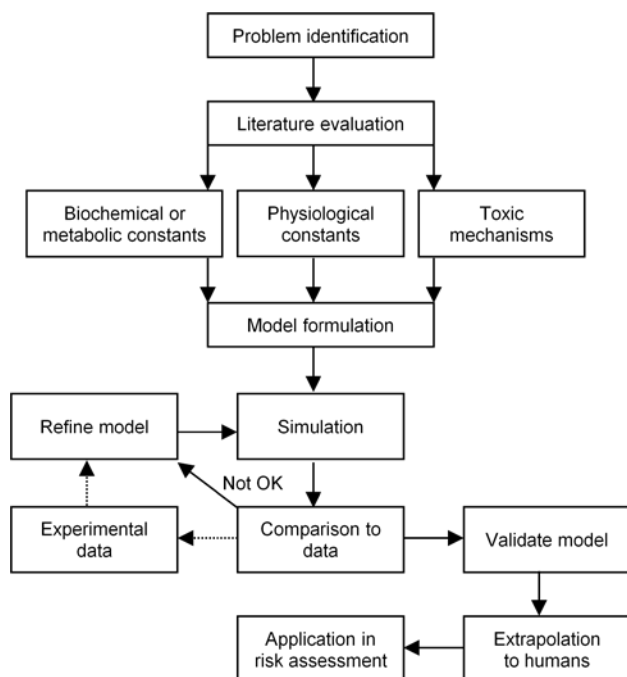 Problem identification
Literature evaluation
Biochemical or
metabolic constants
Physiological
constants
Toxic
mechanisms
Model formulation
Refine model
Simulation
Not OK
Experimental
data
Comparison to
data
Validate model
Application in
risk assessment
Extrapolation
to humans